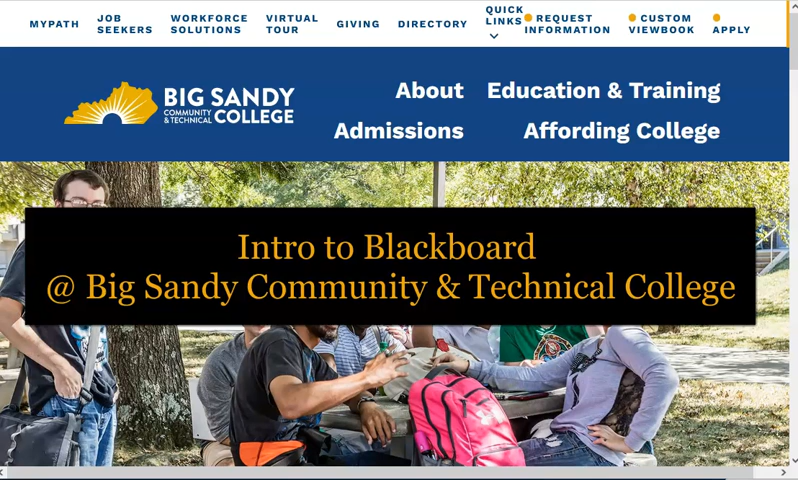 MYPATH
JOB
SEEKERS
WORKFORCE
SOLUTIONS
VIRTUAL
TOUR
GIVING
DIRECTORY
QUICK
LINKS
REQUEST
INFORMATION
CUSTOM
VIEWBOOK
APPLY
BIG SANDY
COMMUNITY
& TECHNICAL
COLLEGE
About
Education & Training
Admissions
Affording College
Intro to Blackboard
@ Big Sandy Community & Technical College